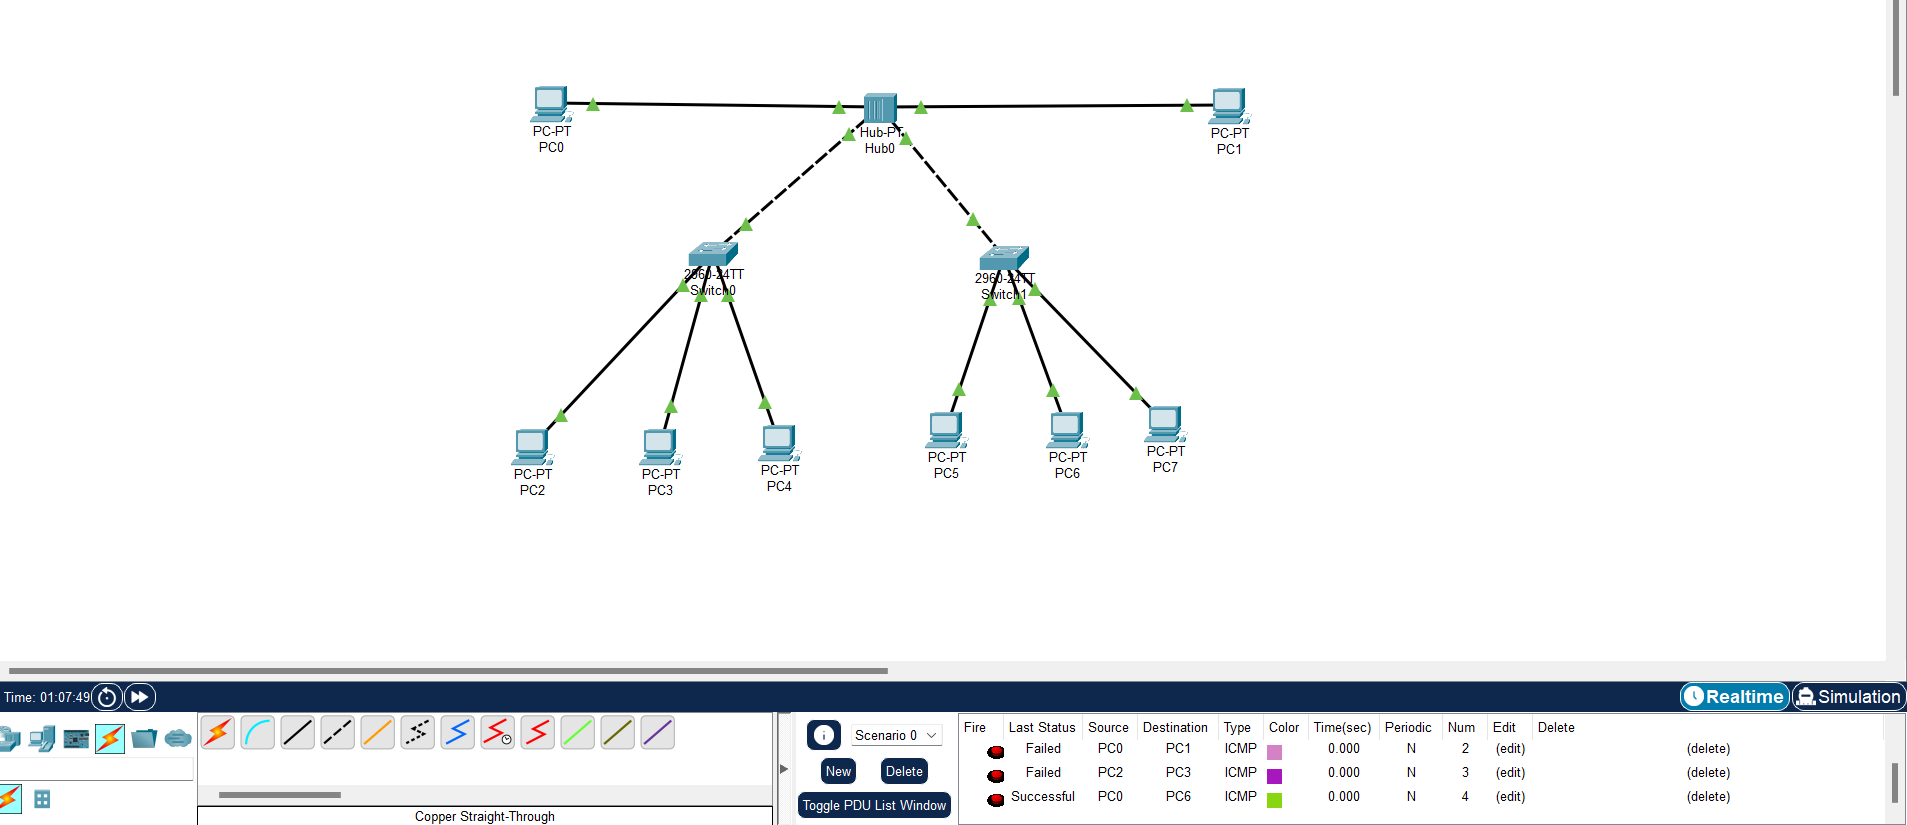 PC-PT
PC0
Hub-PT
Hub0
PC-PT
PC1
2960-24TT
Switch0
2960-24TT
Switch1
PC-PT
PC2
PC-PT
PC3
PC-PT
PC4
PC-PT
PC5
PC-PT
PC6
PC-PT
PC7
Time: 01:07:49
Realtime
Simulation
Scenario 0
New
Delete
Toggle PDU List Window
Copper Straight-Through
Fire Last Status Source Destination Type Color Time(sec) Periodic Num Edit Delete
Failed PC0 PC1 ICMP 0.000 N 2 (edit) (delete)
Failed PC2 PC3 ICMP 0.000 N 3 (edit) (delete)
Successful PC0 PC6 ICMP 0.000 N 4 (edit) (delete)